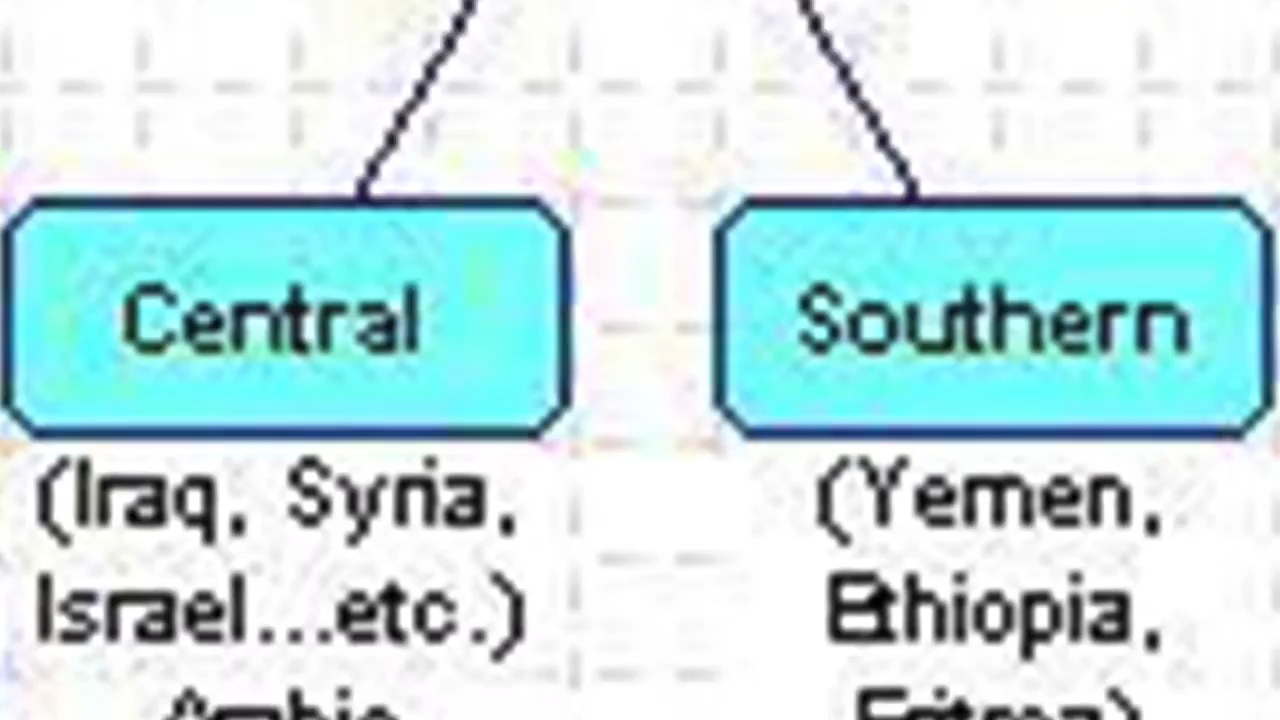 Central
(Iraq, Syria,
Israel...etc.)
Southern
(Yemen,
Ethiopia,